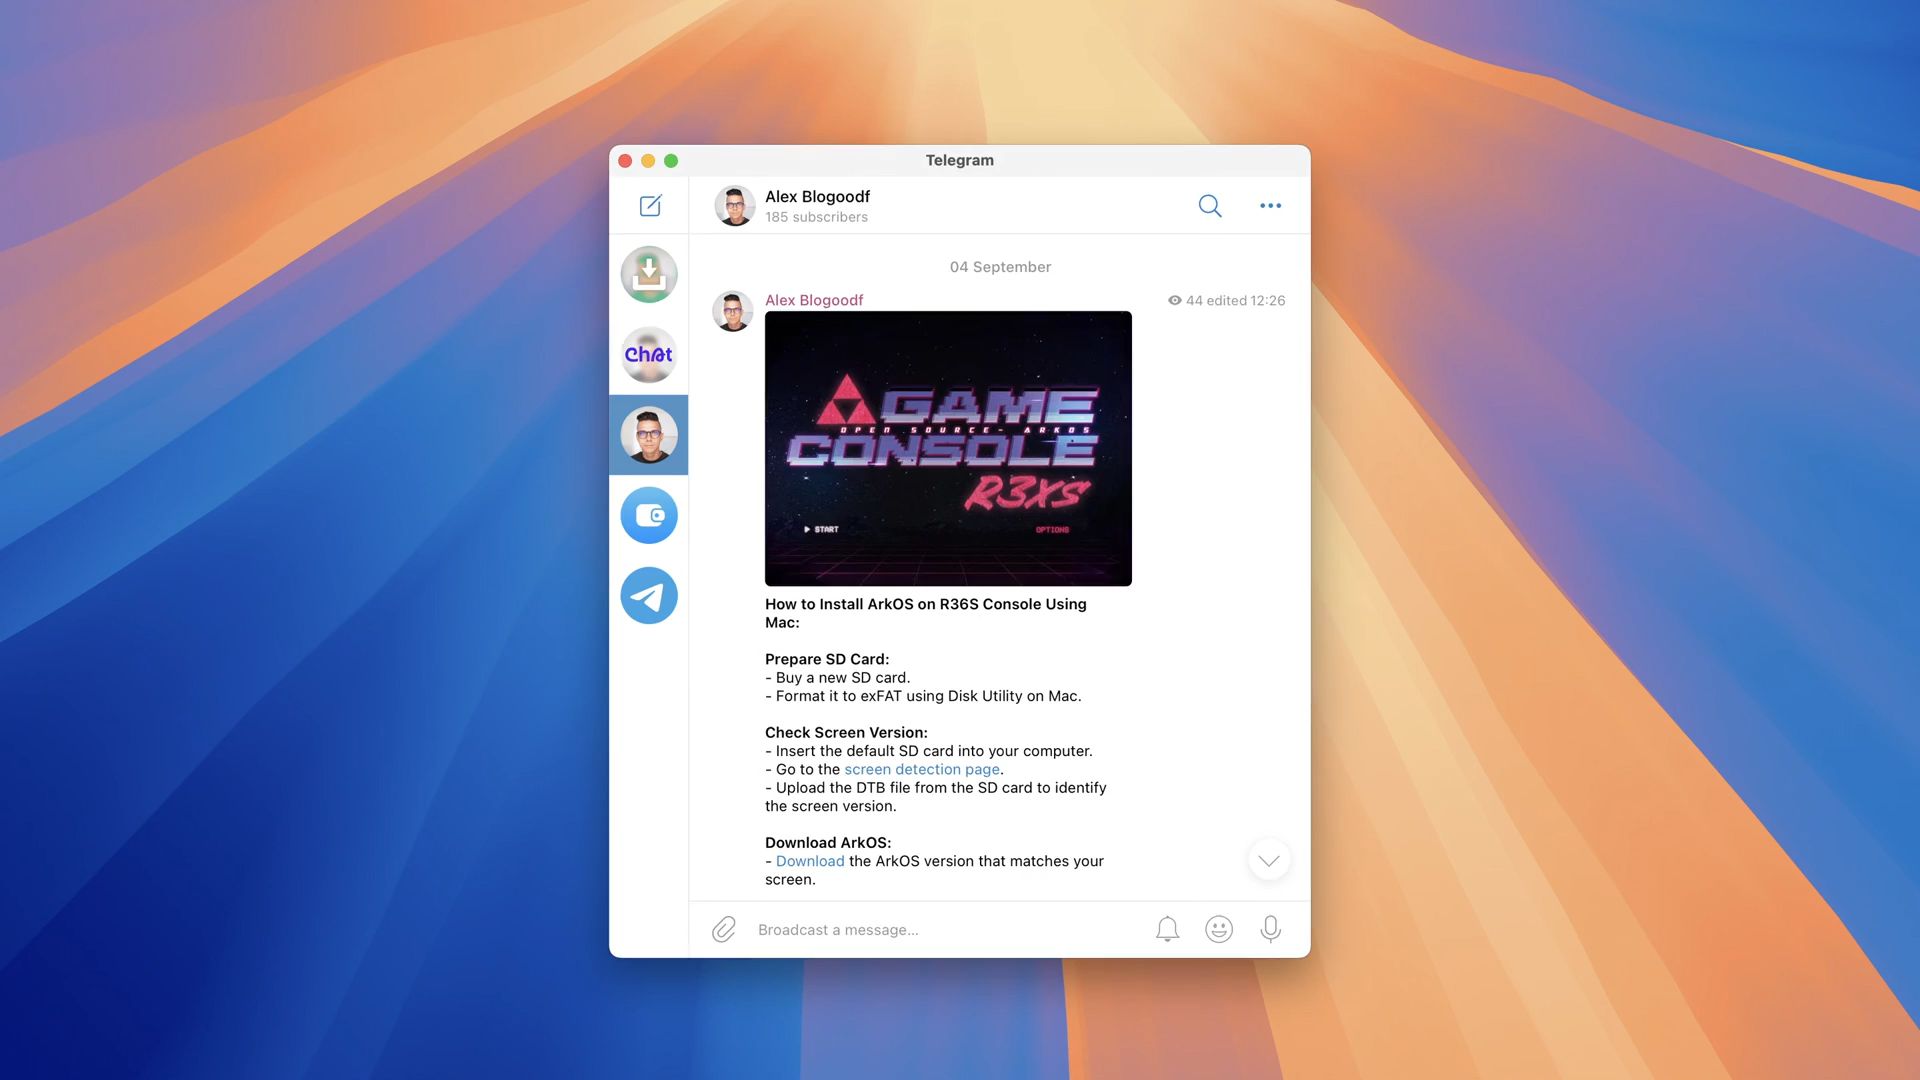 Telegram
Alex Blogoodf
185 subscribers
Chat
04 September
Alex Blogoodf
44 edited 12:26
GAME
OPEN SOURCE- ARKOS
CONSOLE
R3XS
START
OPTIONS
How to Install ArkOS on R36S Console Using
Mac:
Prepare SD Card:
- Buy a new SD card.
- Format it to exFAT using Disk Utility on Mac.
Check Screen Version:
- Insert the default SD card into your computer.
- Go to the screen detection page.
- Upload the DTB file from the SD card to identify
the screen version.
Download ArkOS:
- Download the ArkOS version that matches your
screen.
Broadcast a message...